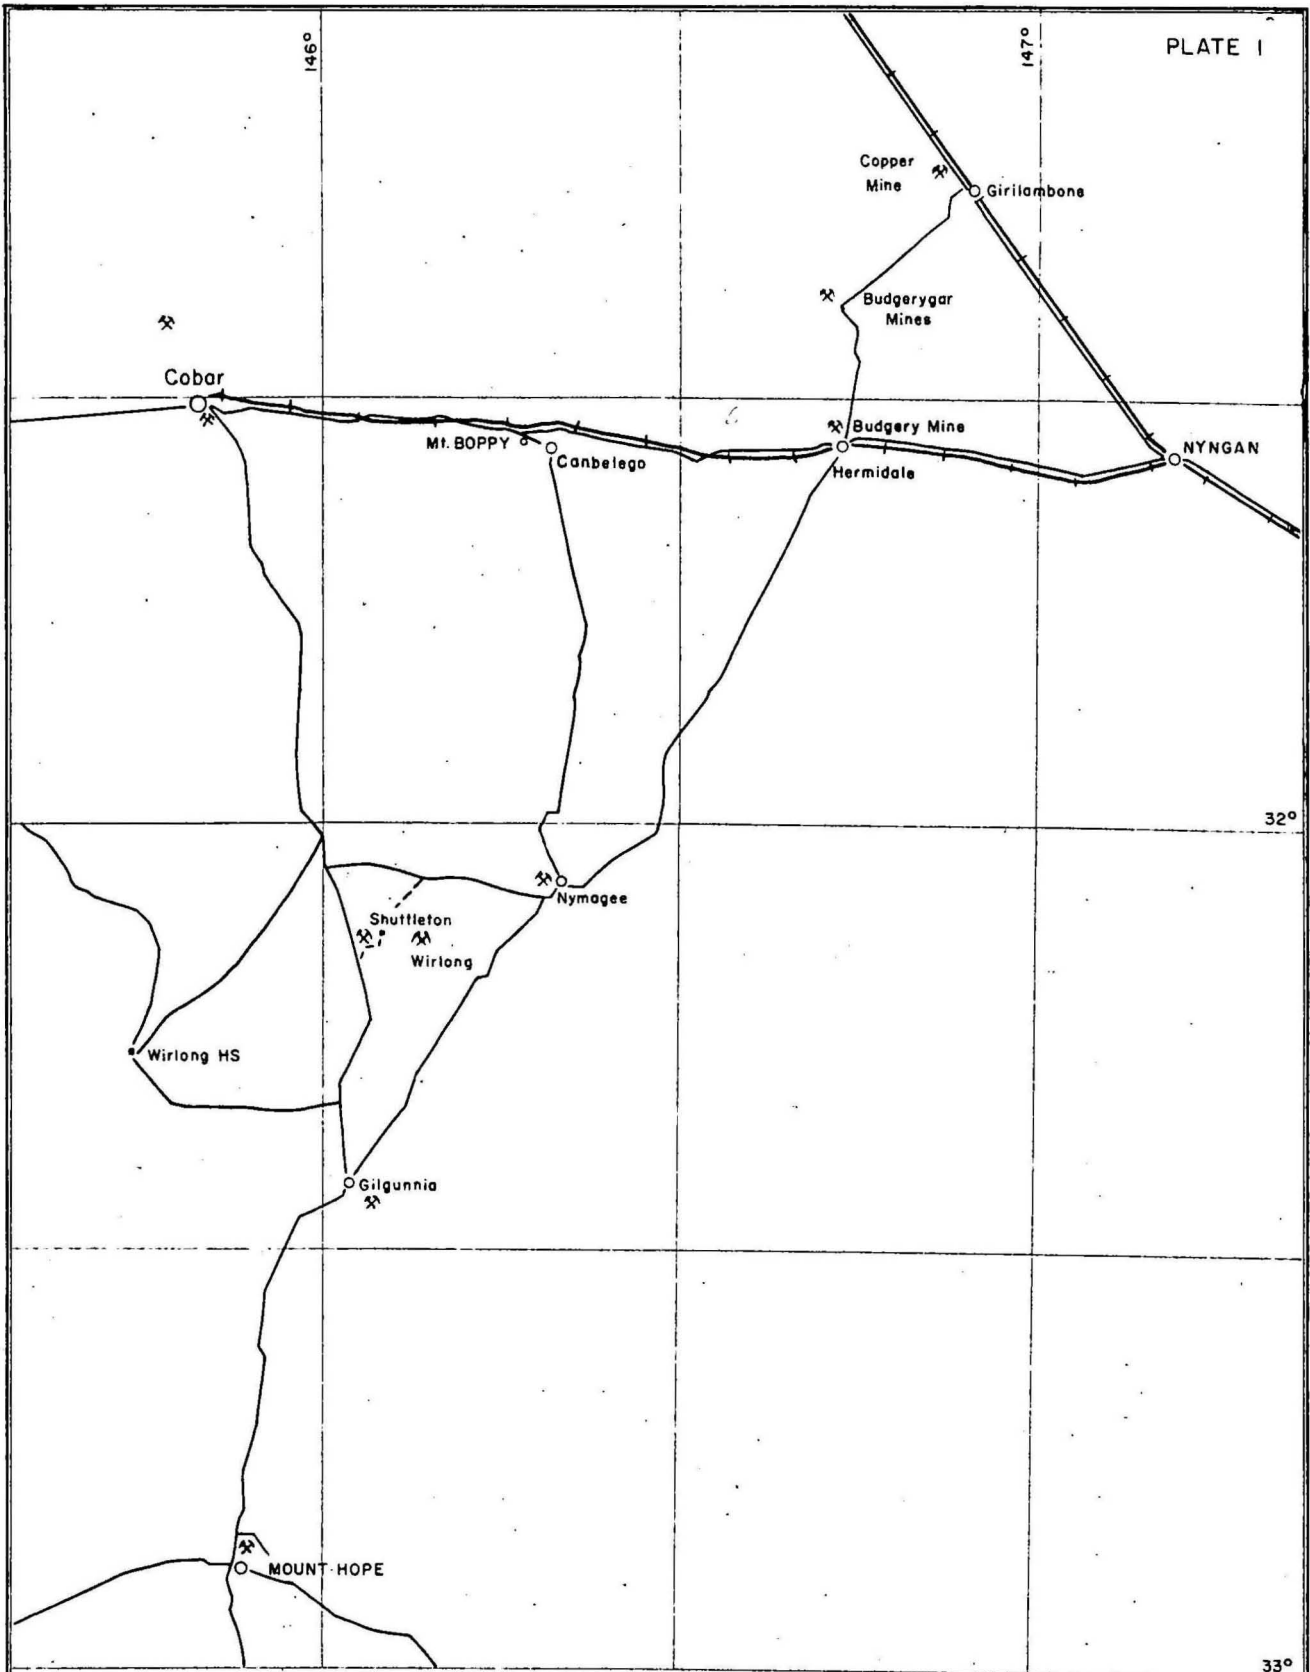 146°
147°
PLATE 1
Copper
Mine
Girilambone
Budgerygar
Mines
Cobar
Mt. BOPPY
Canbelego
Budgery Mine
Hermidale
NYNGAN
32°
Nymagee
Shuttleton
Wirlong
Wirlong HS
Gilgunnia
MOUNT HOPE
33°